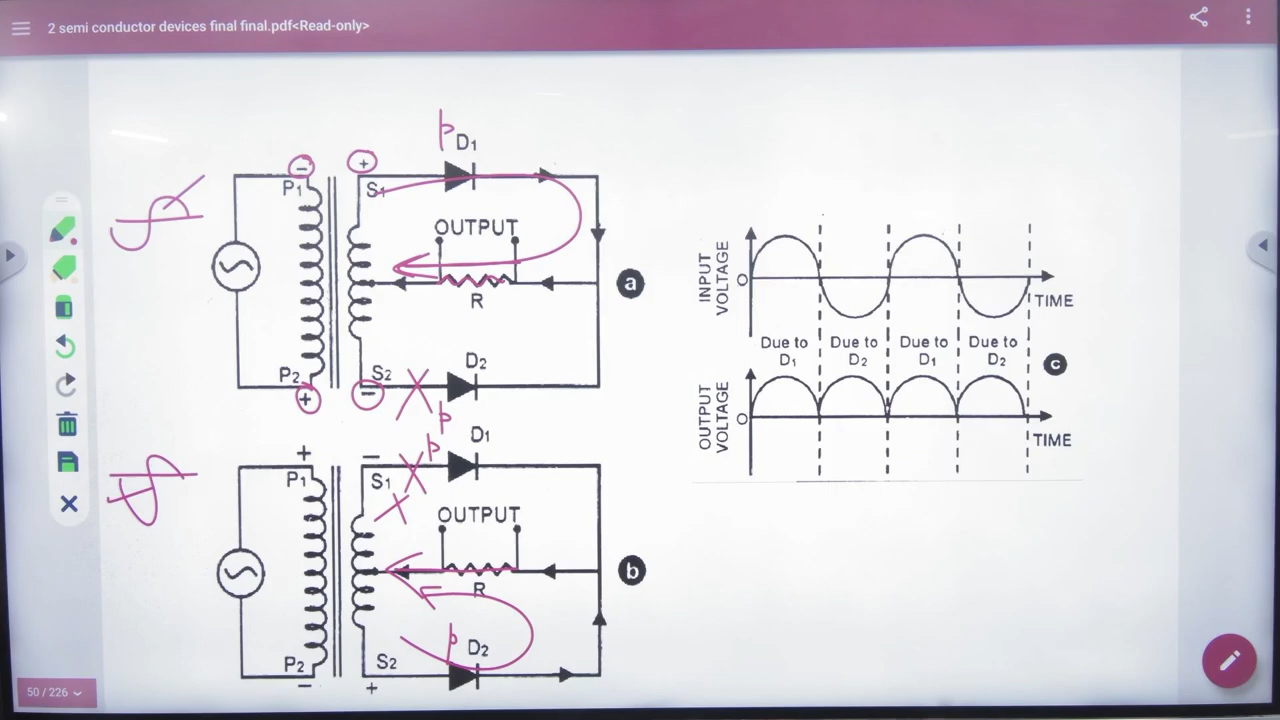 2 semi conductor devices final final.pdf<Read-only>
p
D1
− +
P1 S1
OUTPUT
R
a
P2 S2
D2
+ −
p
p
D1
+ −
P1 S1
OUTPUT
R
b
p
D2
P2 S2
− +
INPUT VOLTAGE
O
TIME
Due to D1
Due to D2
Due to D1
Due to D2
c
OUTPUT VOLTAGE
O
TIME
50 / 226